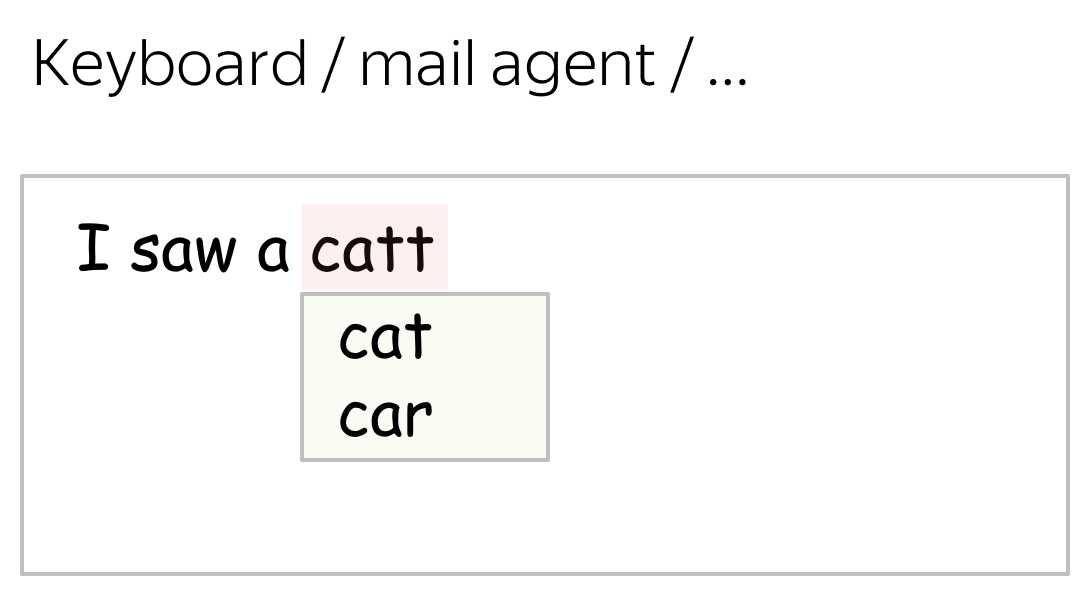 Keyboard / mail agent / ...
I saw a catt
cat
car